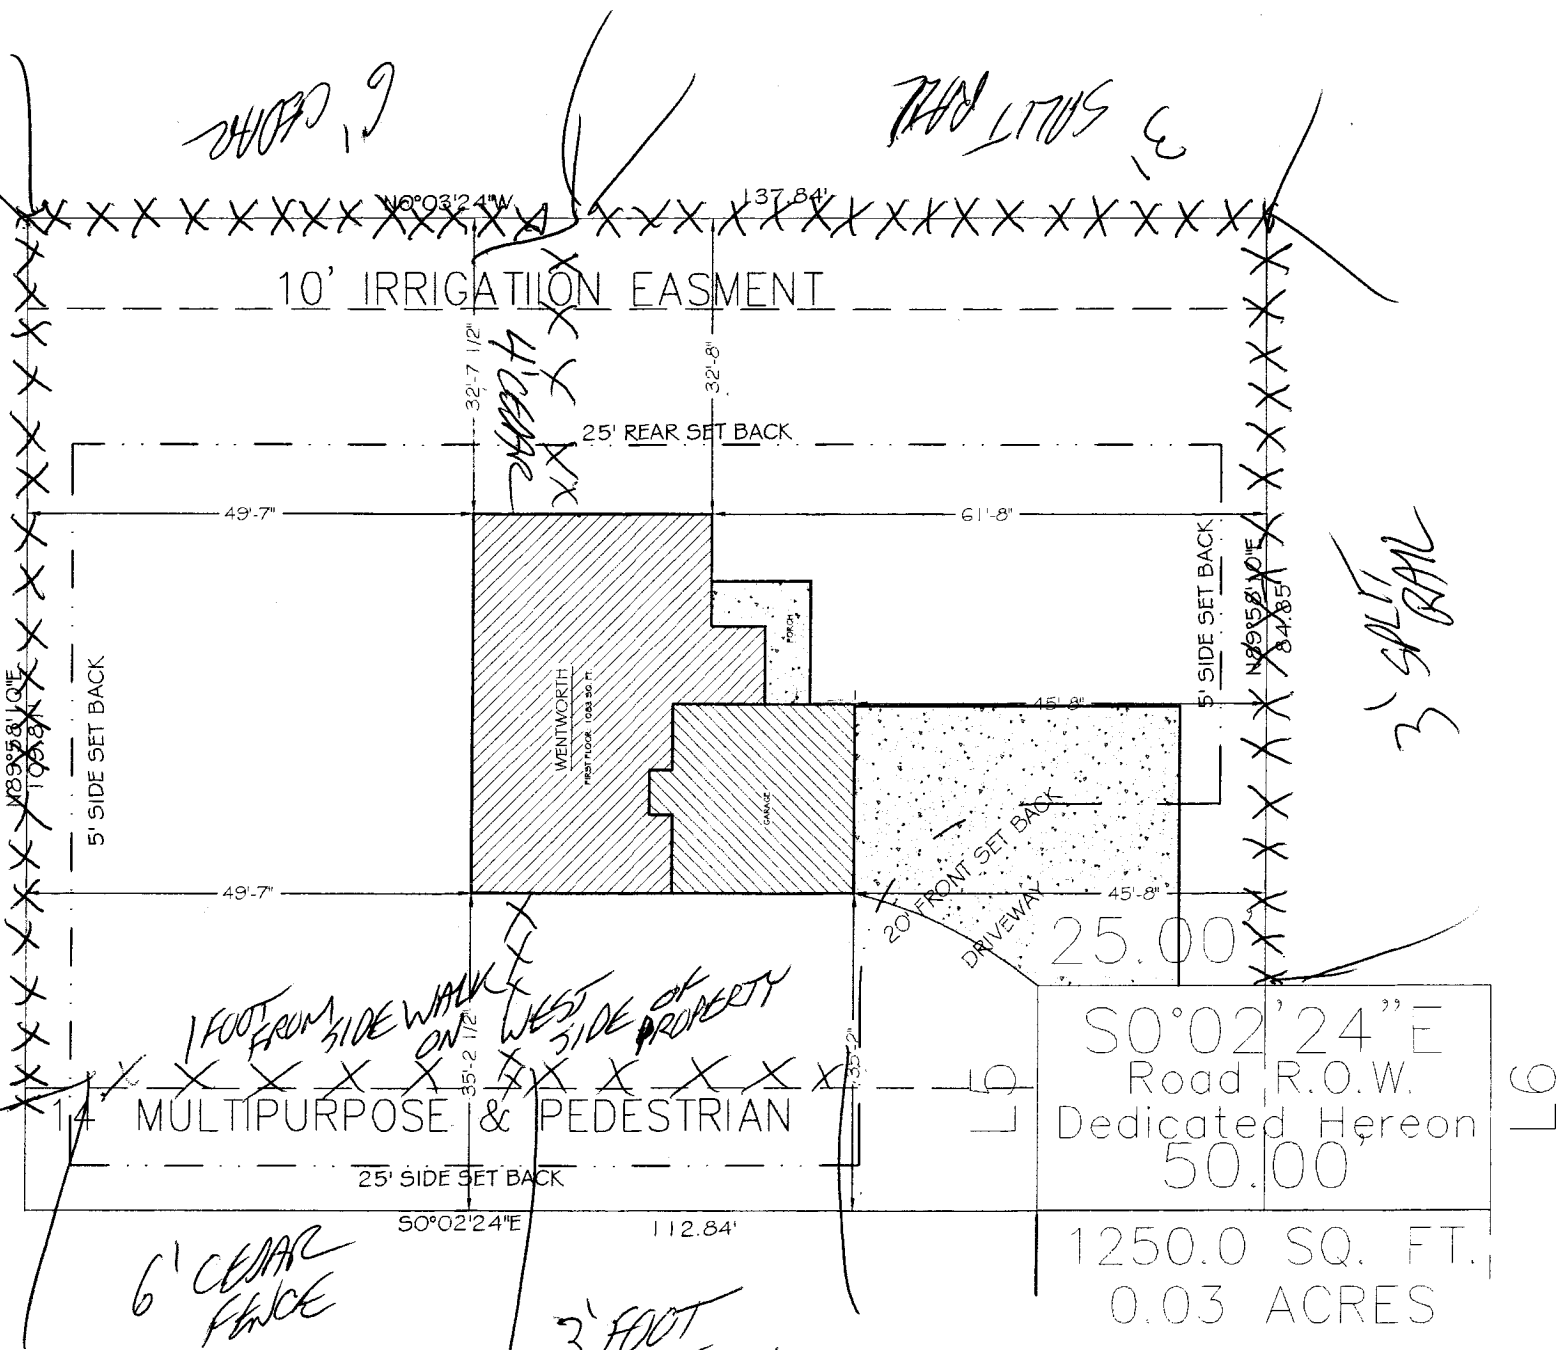 6' CEDAR
3' SPLIT RAIL
N0°03'24"W
137.84'
10' IRRIGATIION EASMENT
32'-7 1/2"
4' CEDAR
32'-8"
25' REAR SET BACK
49'-7"
61'-8"
5' SIDE SET BACK
N89°58'10"E
84.85'
3' SPLIT
RAIL
PORCH
WENTWORTH
FIRST FLOOR 1083 SQ. FT.
N89°58'10"E
109.81'
5' SIDE SET BACK
45'-8"
GARAGE
20' FRONT SET BACK
DRIVEWAY
49'-7"
45'-8"
25.00'
1 FOOT FROM SIDEWALK
ON WEST SIDE OF
PROPERTY
35'-2 1/2"
35'-2"
S0°02'24"E
Road R.O.W.
Dedicated Hereon
50.00'
L5
L6
14' MULTIPURPOSE & PEDESTRIAN
25' SIDE SET BACK
S0°02'24"E
112.84'
1250.0 SQ. FT.
0.03 ACRES
6' CEDAR
FENCE
3' FOOT